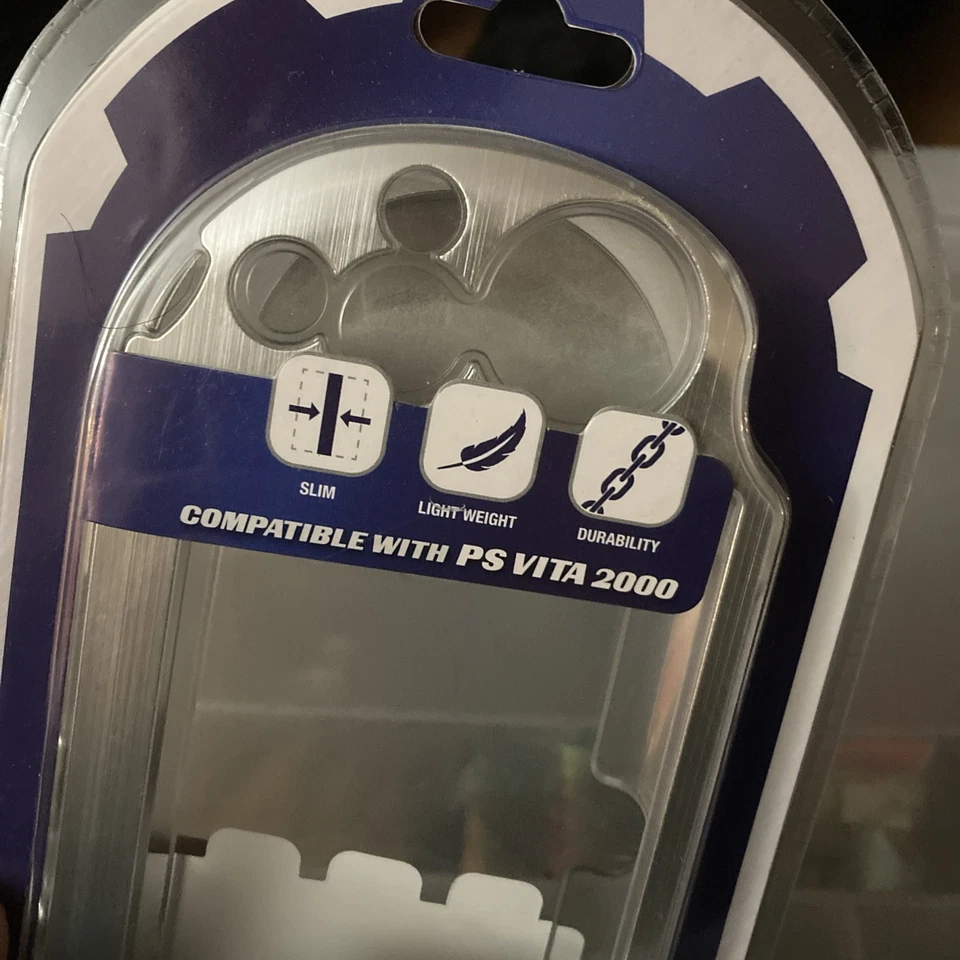 SLIM
LIGHT WEIGHT
DURABILITY
COMPATIBLE WITH PS VITA 2000